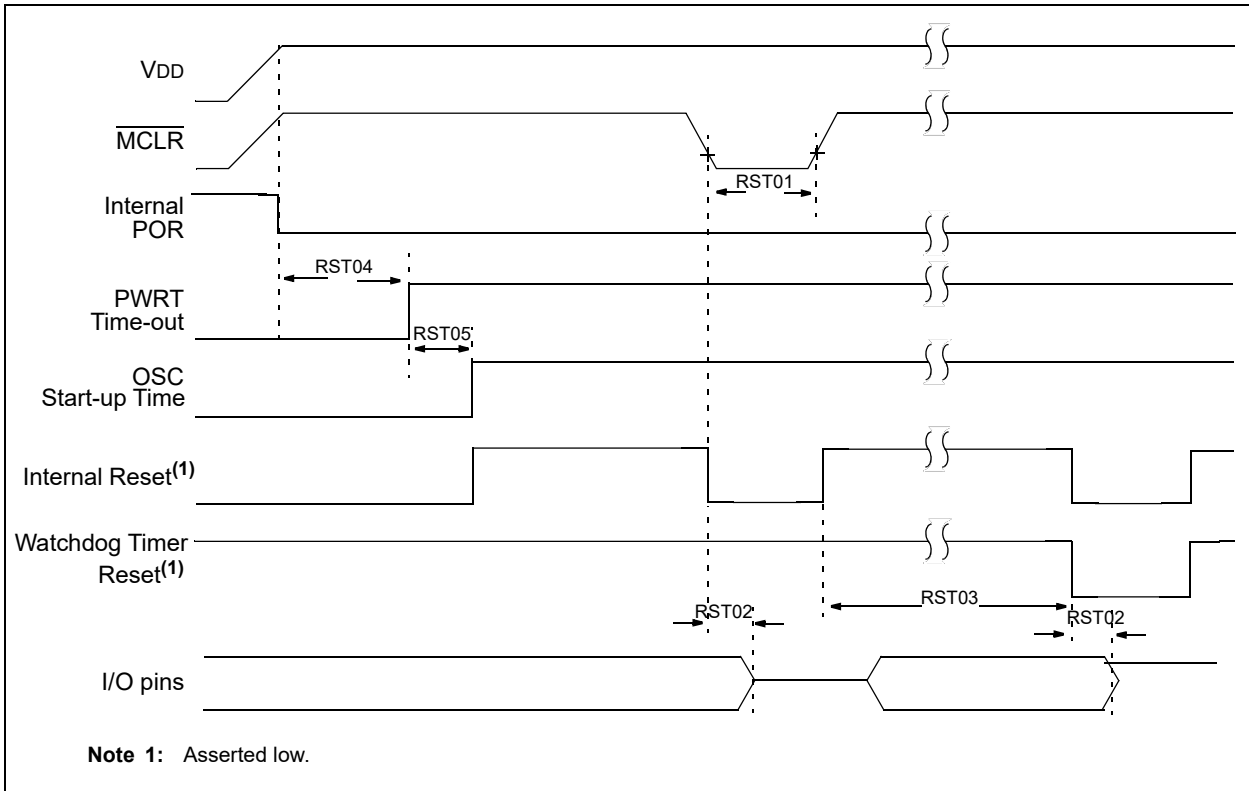 VDD
MCLR
RST01
Internal
POR
RST04
PWRT
Time-out
RST05
OSC
Start-up Time
Internal Reset(1)
Watchdog Timer
Reset(1)
RST03
RST02
RST02
I/O pins
Note 1: Asserted low.